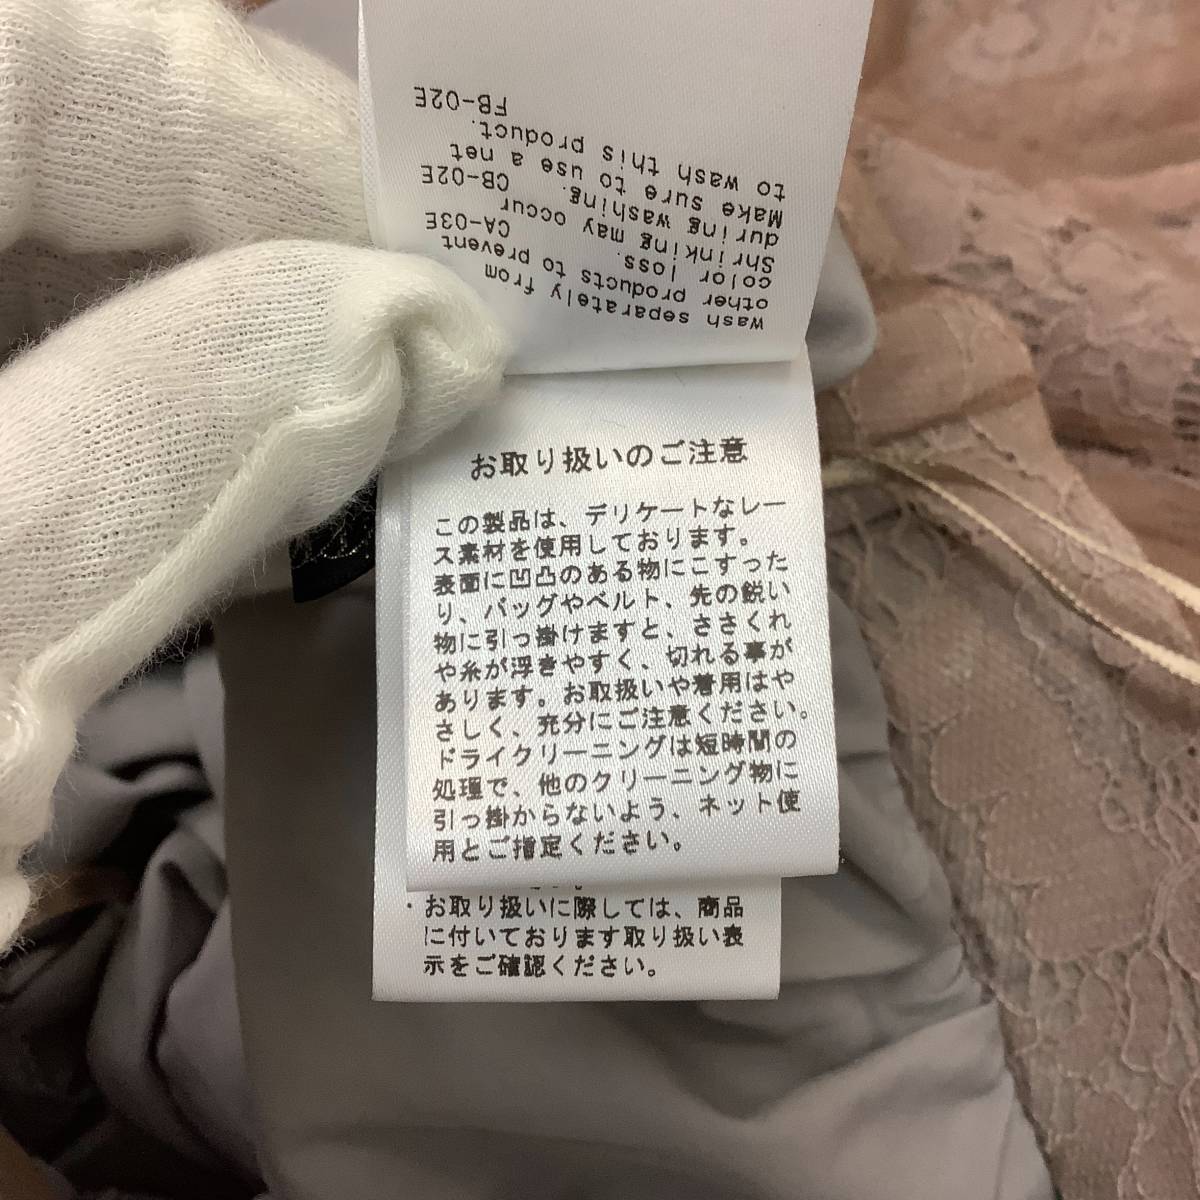 wash separately from
other products to prevent
color loss.
CA-03E
Shrinking may occur
during washing.
CB-02E
Make sure to use a net
to wash this product.
FB-02E
お取り扱いのご注意
この製品は、デリケートなレー
ス素材を使用しております。
表面に凹凸のある物にこすった
り、バッグやベルト、先の鋭い
物に引っ掛けますと、ささくれ
や糸が浮きやすく、切れる事が
あります。お取扱いや着用はや
さしく、充分にご注意ください。
ドライクリーニングは短時間の
処理で、他のクリーニング物に
引っ掛からないよう、ネット使
用とご指定ください。
・お取り扱いに際しては、商品
に付いております取り扱い表
示をご確認ください。